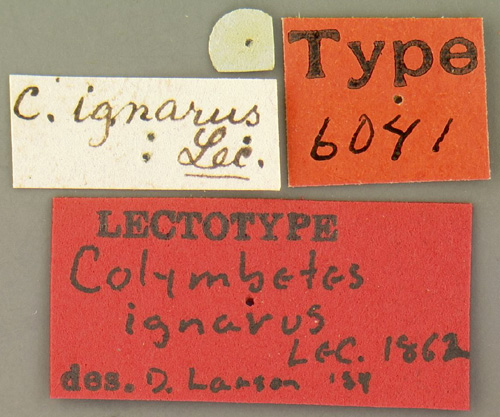 C. ignarus
Lec.
Type
6041
LECTOTYPE
Colymbetes
ignarus
LEC. 1862
des. D. Larson '84